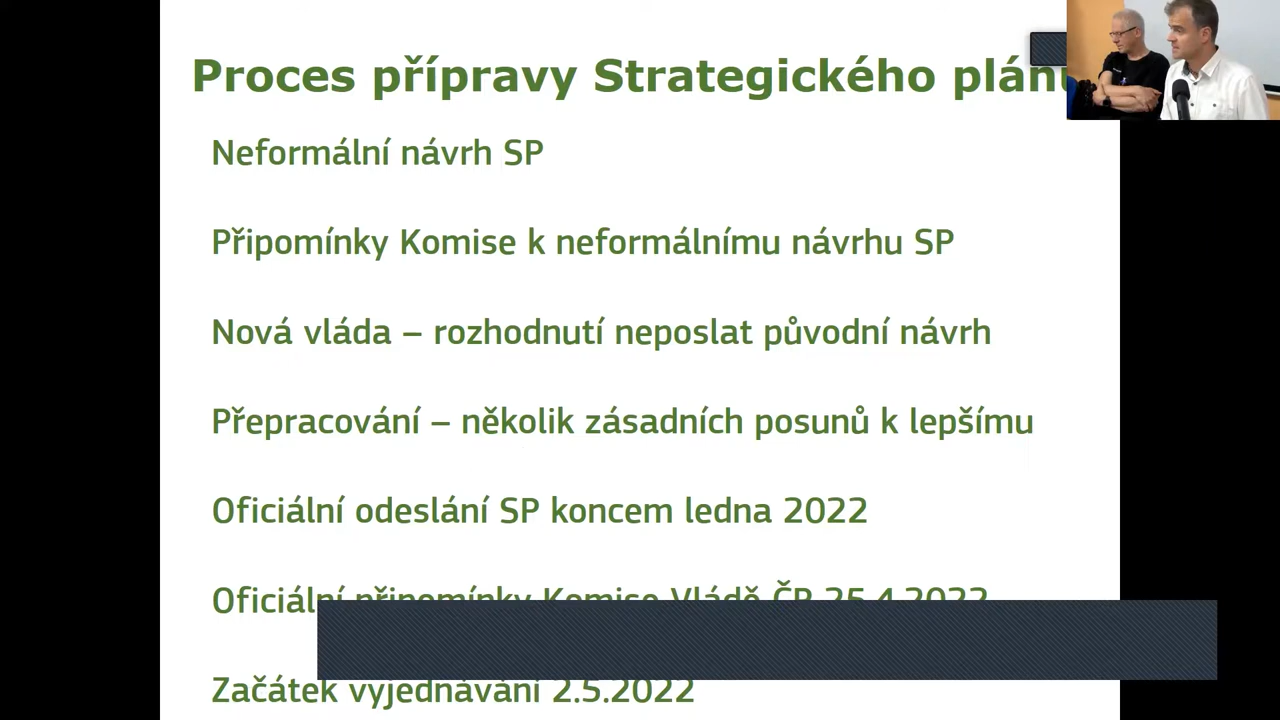 Proces přípravy Strategického plánu
Neformální návrh SP
Připomínky Komise k neformálnímu návrhu SP
Nová vláda – rozhodnutí neposlat původní návrh
Přepracování – několik zásadních posunů k lepšímu
Oficiální odeslání SP koncem ledna 2022
Oficiální připomínky Komise Vládě ČR 25.4.2022
Začátek vyjednávání 2.5.2022